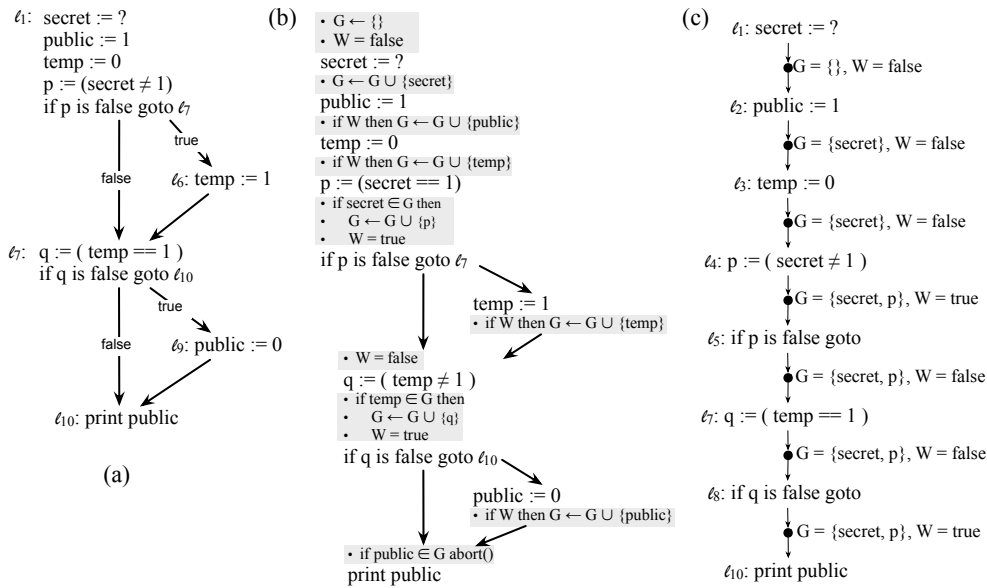 ℓ1: secret := ?
public := 1
temp := 0
p := (secret ≠ 1)
if p is false goto ℓ7
true
false
ℓ6: temp := 1
ℓ7: q := ( temp == 1 )
if q is false goto ℓ10
true
false
ℓ9: public := 0
ℓ10: print public
(a)
(b)
• G ← {}
• W = false
secret := ?
• G ← G ∪ {secret}
public := 1
• if W then G ← G ∪ {public}
temp := 0
• if W then G ← G ∪ {temp}
p := (secret == 1)
• if secret ∈ G then
• G ← G ∪ {p}
• W = true
if p is false goto ℓ7
temp := 1
• if W then G ← G ∪ {temp}
• W = false
q := ( temp ≠ 1 )
• if temp ∈ G then
• G ← G ∪ {q}
• W = true
if q is false goto ℓ10
public := 0
• if W then G ← G ∪ {public}
• if public ∈ G abort()
print public
(c)
ℓ1: secret := ?
G = {}, W = false
ℓ2: public := 1
G = {secret}, W = false
ℓ3: temp := 0
G = {secret}, W = false
ℓ4: p := ( secret ≠ 1 )
G = {secret, p}, W = true
ℓ5: if p is false goto
G = {secret, p}, W = false
ℓ7: q := ( temp == 1 )
G = {secret, p}, W = false
ℓ8: if q is false goto
G = {secret, p}, W = true
ℓ10: print public